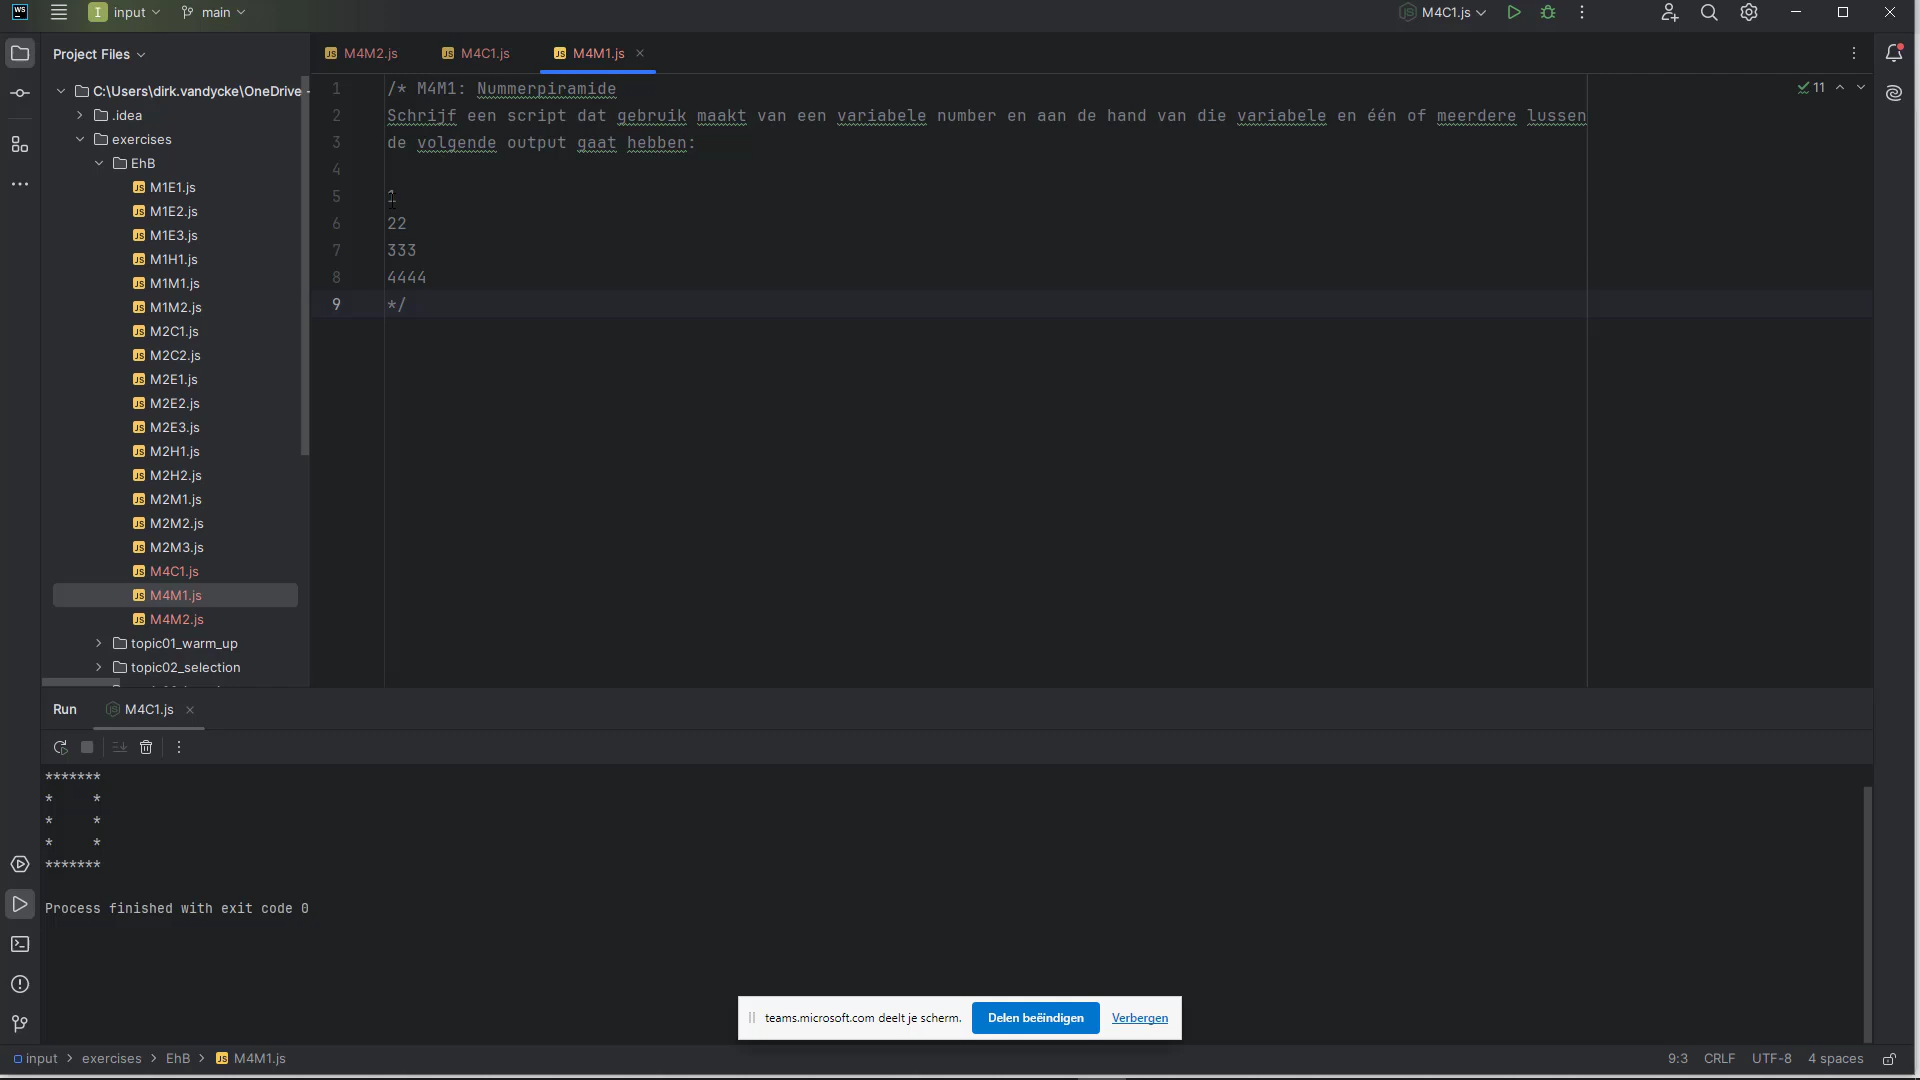 WS
I input
main
M4C1.js
Project Files
M4M2.js
M4C1.js
M4M1.js
C:\Users\dirk.vandycke\OneDrive -
.idea
exercises
EhB
M1E1.js
M1E2.js
M1E3.js
M1H1.js
M1M1.js
M1M2.js
M2C1.js
M2C2.js
M2E1.js
M2E2.js
M2E3.js
M2H1.js
M2H2.js
M2M1.js
M2M2.js
M2M3.js
M4C1.js
M4M1.js
M4M2.js
topic01_warm_up
topic02_selection
11
1 /* M4M1: Nummerpiramide
2 Schrijf een script dat gebruik maakt van een variabele number en aan de hand van die variabele en één of meerdere lussen
3 de volgende output gaat hebben:
4
5 1
6 22
7 333
8 4444
9 */
Run
M4C1.js
*******
*     *
*     *
*     *
*******
Process finished with exit code 0
teams.microsoft.com deelt je scherm.
Delen beëindigen
Verbergen
input > exercises > EhB > M4M1.js
9:3 CRLF UTF-8 4 spaces